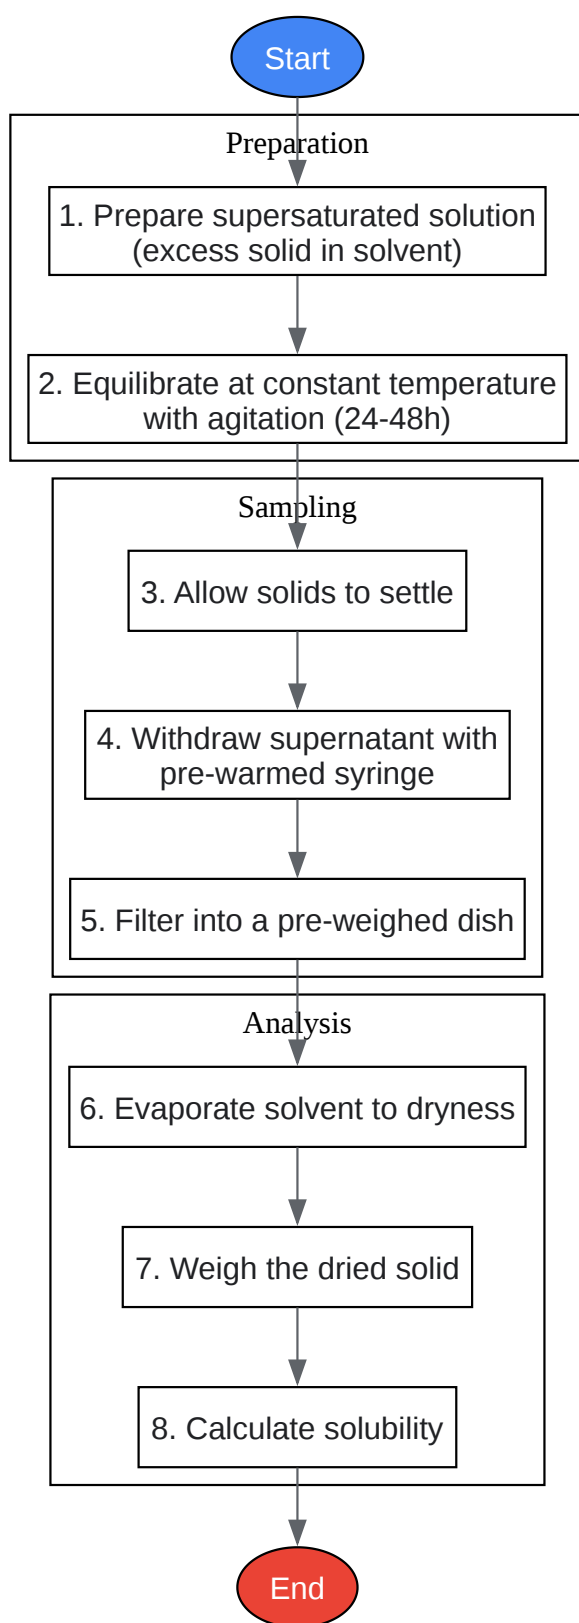 Start
Preparation
1. Prepare supersaturated solution
(excess solid in solvent)
2. Equilibrate at constant temperature
with agitation (24-48h)
Sampling
3. Allow solids to settle
4. Withdraw supernatant with
pre-warmed syringe
5. Filter into a pre-weighed dish
Analysis
6. Evaporate solvent to dryness
7. Weigh the dried solid
8. Calculate solubility
End